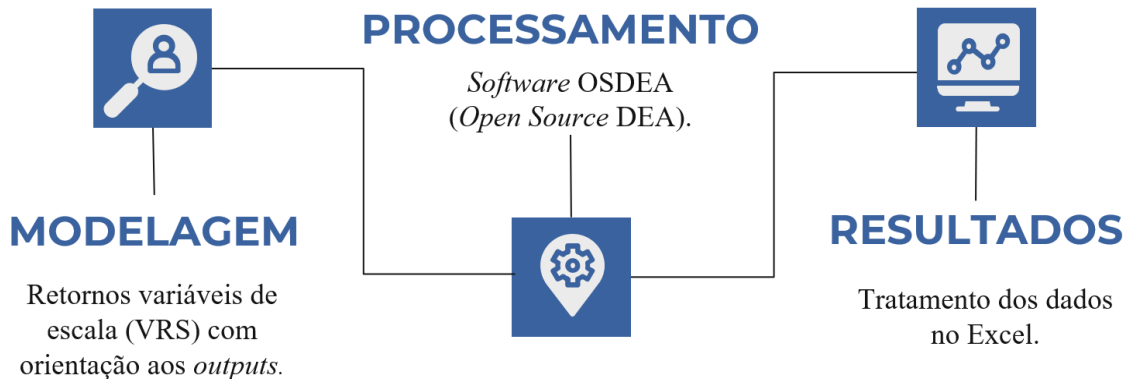 PROCESSAMENTO
Software OSDEA
(Open Source DEA).
MODELAGEM
Retornos variáveis de
escala (VRS) com
orientação aos outputs.
RESULTADOS
Tratamento dos dados
no Excel.